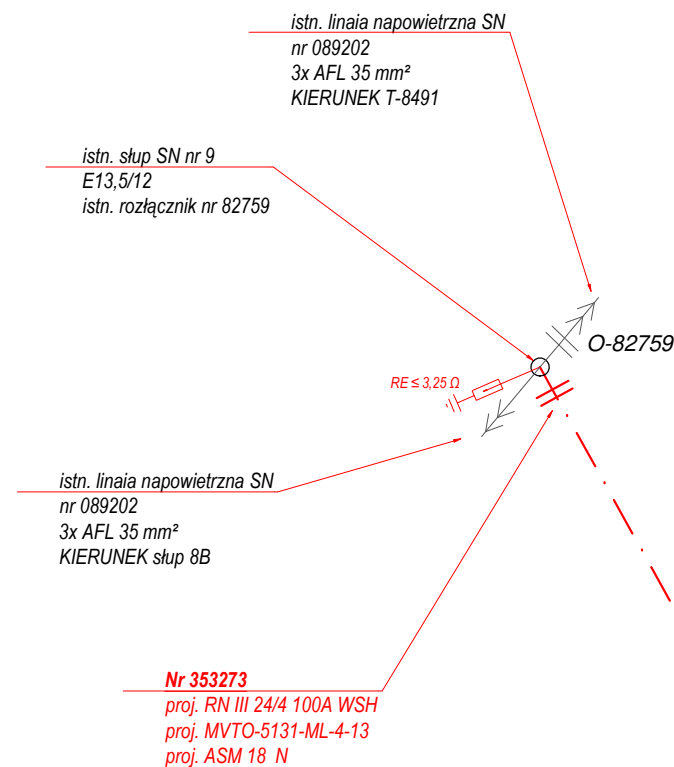 istn. linaia napowietrzna SN
nr 089202
3x AFL 35 mm²
KIERUNEK T-8491
istn. słup SN nr 9
E13,5/12
istn. rozłącznik nr 82759
O-82759
RE ≤ 3,25 Ω
istn. linaia napowietrzna SN
nr 089202
3x AFL 35 mm²
KIERUNEK słup 8B
Nr 353273
proj. RN III 24/4 100A WSH
proj. MVTO-5131-ML-4-13
proj. ASM 18 N